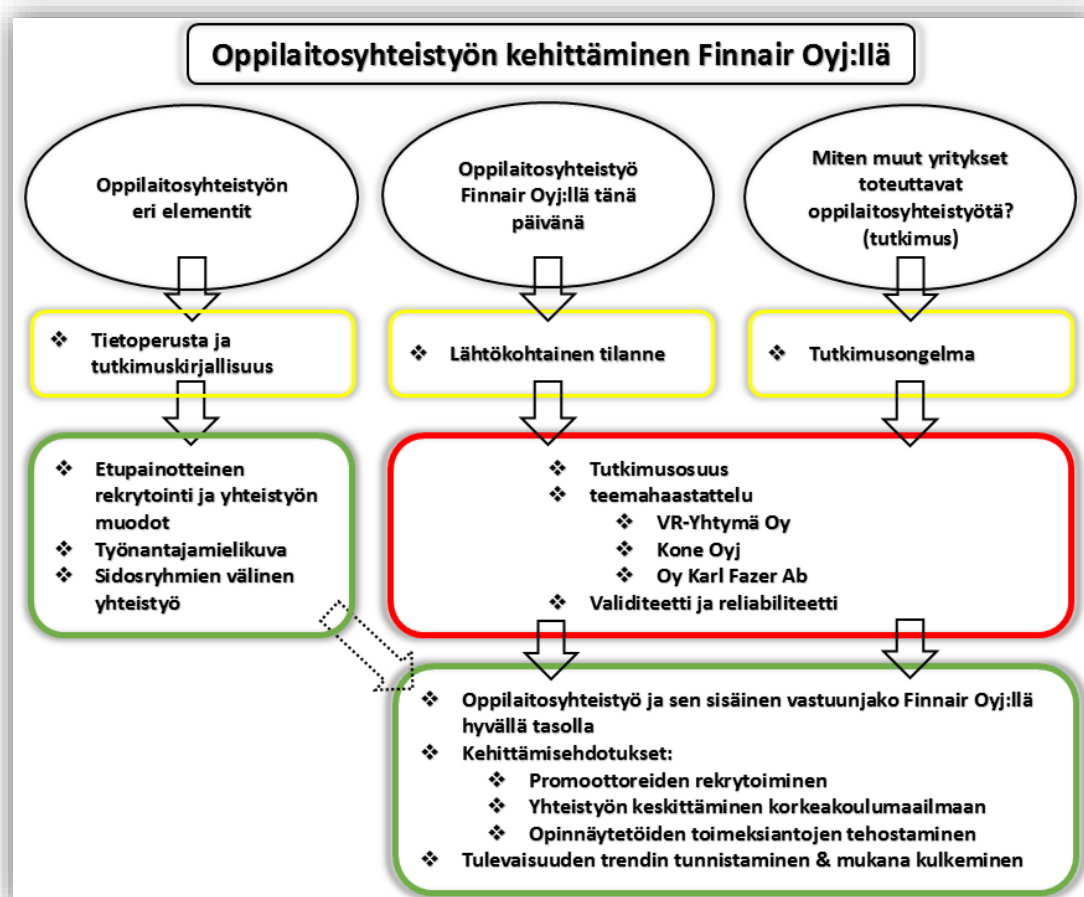 Oppilaitosyhteistyön kehittäminen Finnair Oyj:llä
Oppilaitosyhteistyön
eri elementit
Oppilaitosyhteistyö
Finnair Oyj:llä tänä
päivänä
Miten muut yritykset
toteuttavat
oppilaitosyhteistyötä?
(tutkimus)
❖ Tietoperusta ja
tutkimuskirjallisuus
❖ Lähtökohtainen tilanne
❖ Tutkimusongelma
❖ Etupainotteinen
rekrytointi ja yhteistyön
muodot
❖ Työnantajamielikuva
❖ Sidosryhmien välinen
yhteistyö
❖ Tutkimusosuus
❖ teemahaastattelu
❖ VR-Yhtymä Oy
❖ Kone Oyj
❖ Oy Karl Fazer Ab
❖ Validiteetti ja reliabiliteetti
❖ Oppilaitosyhteistyö ja sen sisäinen vastuunjako Finnair Oyj:llä
hyvällä tasolla
❖ Kehittämisehdotukset:
❖ Promoottoreiden rekrytoiminen
❖ Yhteistyön keskittäminen korkeakoulumaailmaan
❖ Opinnäytetöiden toimeksiantojen tehostaminen
❖ Tulevaisuuden trendin tunnistaminen & mukana kulkeminen